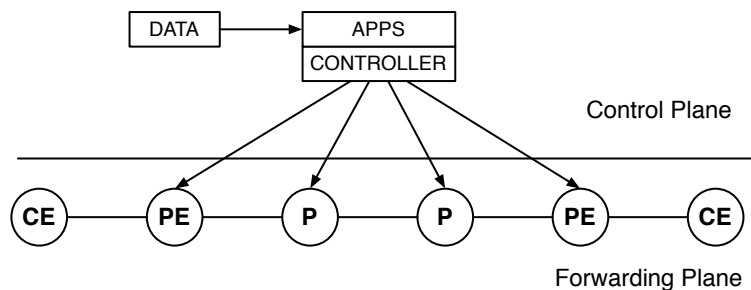 DATA
APPS
CONTROLLER
Control Plane
CE PE P P PE CE
Forwarding Plane